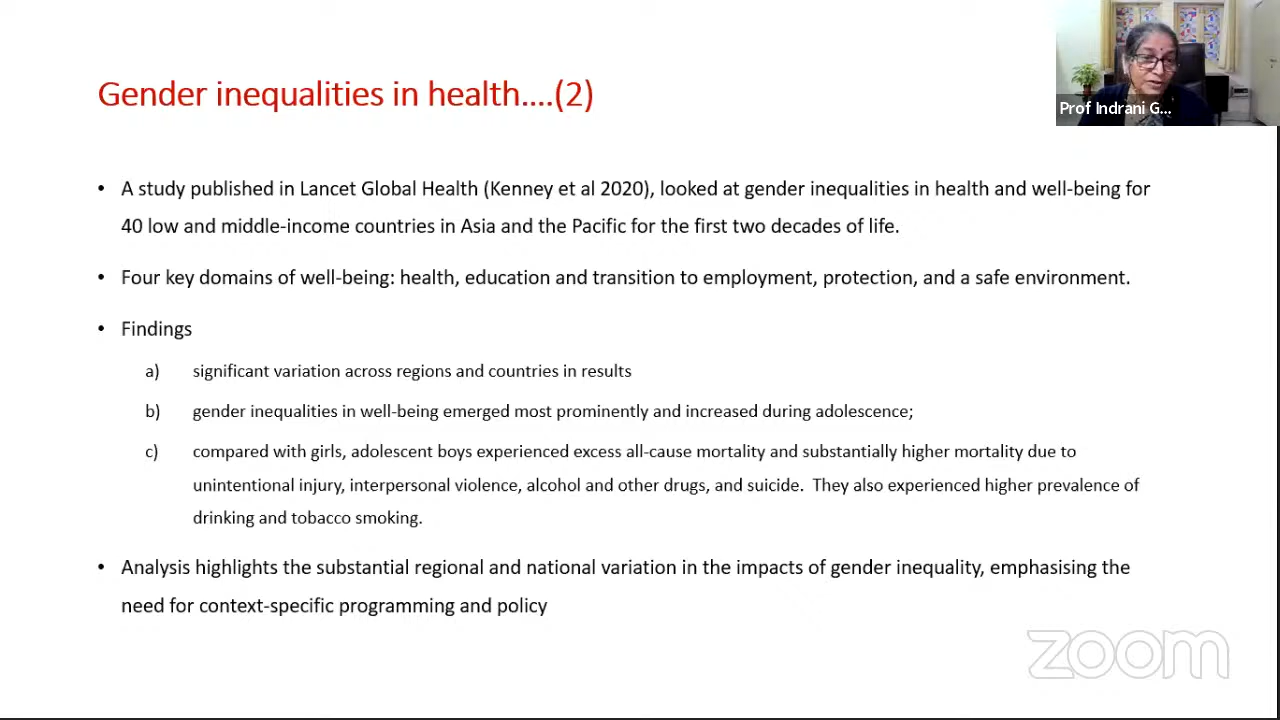 Gender inequalities in health....(2)
Prof Indrani G...
• A study published in Lancet Global Health (Kenney et al 2020), looked at gender inequalities in health and well-being for
40 low and middle-income countries in Asia and the Pacific for the first two decades of life.
• Four key domains of well-being: health, education and transition to employment, protection, and a safe environment.
• Findings
a) significant variation across regions and countries in results
b) gender inequalities in well-being emerged most prominently and increased during adolescence;
c) compared with girls, adolescent boys experienced excess all-cause mortality and substantially higher mortality due to
unintentional injury, interpersonal violence, alcohol and other drugs, and suicide. They also experienced higher prevalence of
drinking and tobacco smoking.
• Analysis highlights the substantial regional and national variation in the impacts of gender inequality, emphasising the
need for context-specific programming and policy
zoom